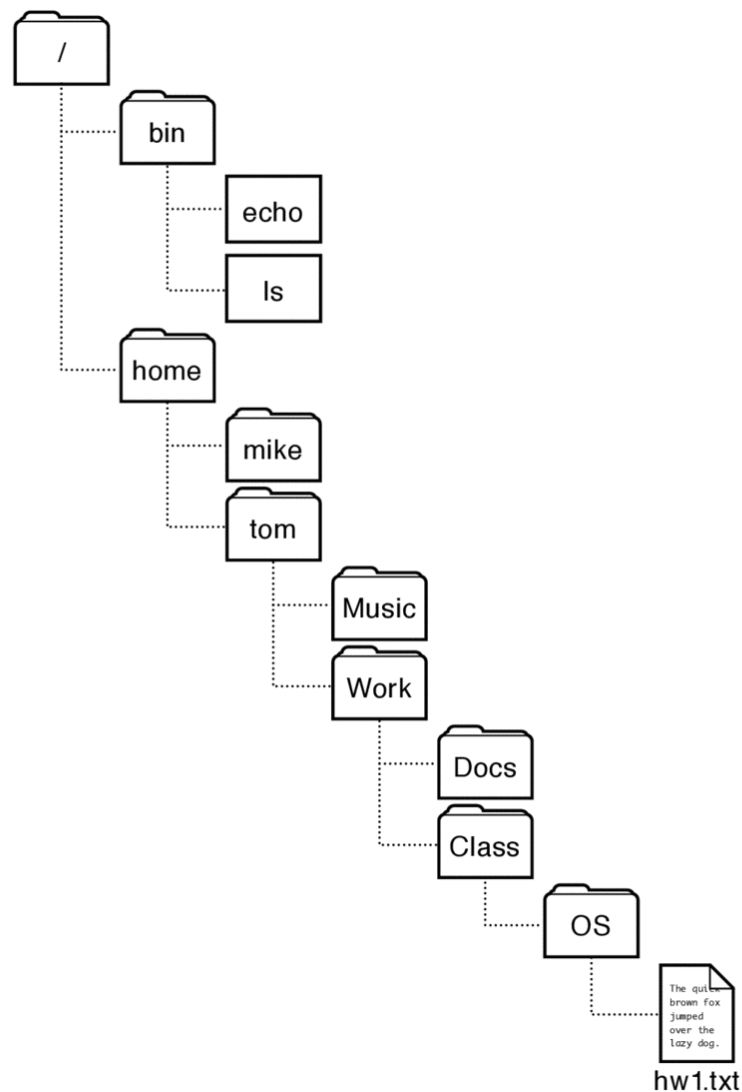 /
bin
echo
ls
home
mike
tom
Music
Work
Docs
Class
OS
The quick
brown fox
jumped
over the
lazy dog.
hw1.txt